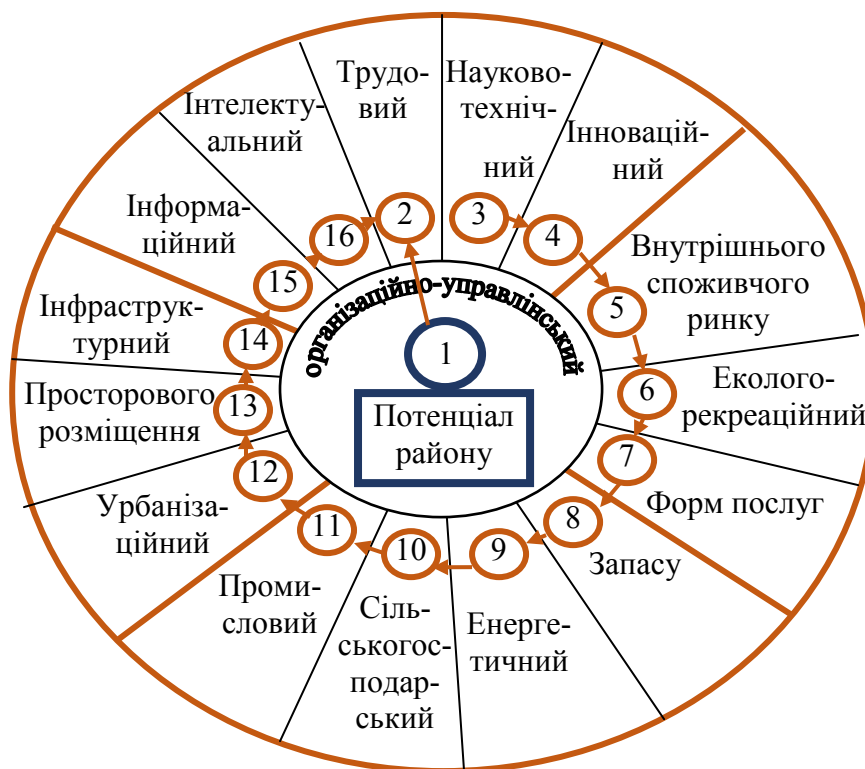 Трудо-
вий
Науково-
техніч-
ний
Інноваційй-
ний
Внутрішнього
споживчого
ринку
Еколого-
рекреаційний
Форм послуг
Запасу
Енерге-
тичний
Сіль-
ськогос-
подар-
ський
Проми-
словий
Урбаніза-
ційний
Просторового
розміщення
Інфраструк-
турний
Інформа-
ційний
Інтелекту-
альний
організаційно-управлінський
1
Потенціал
району
2
3
4
5
6
7
8
9
10
11
12
13
14
15
16